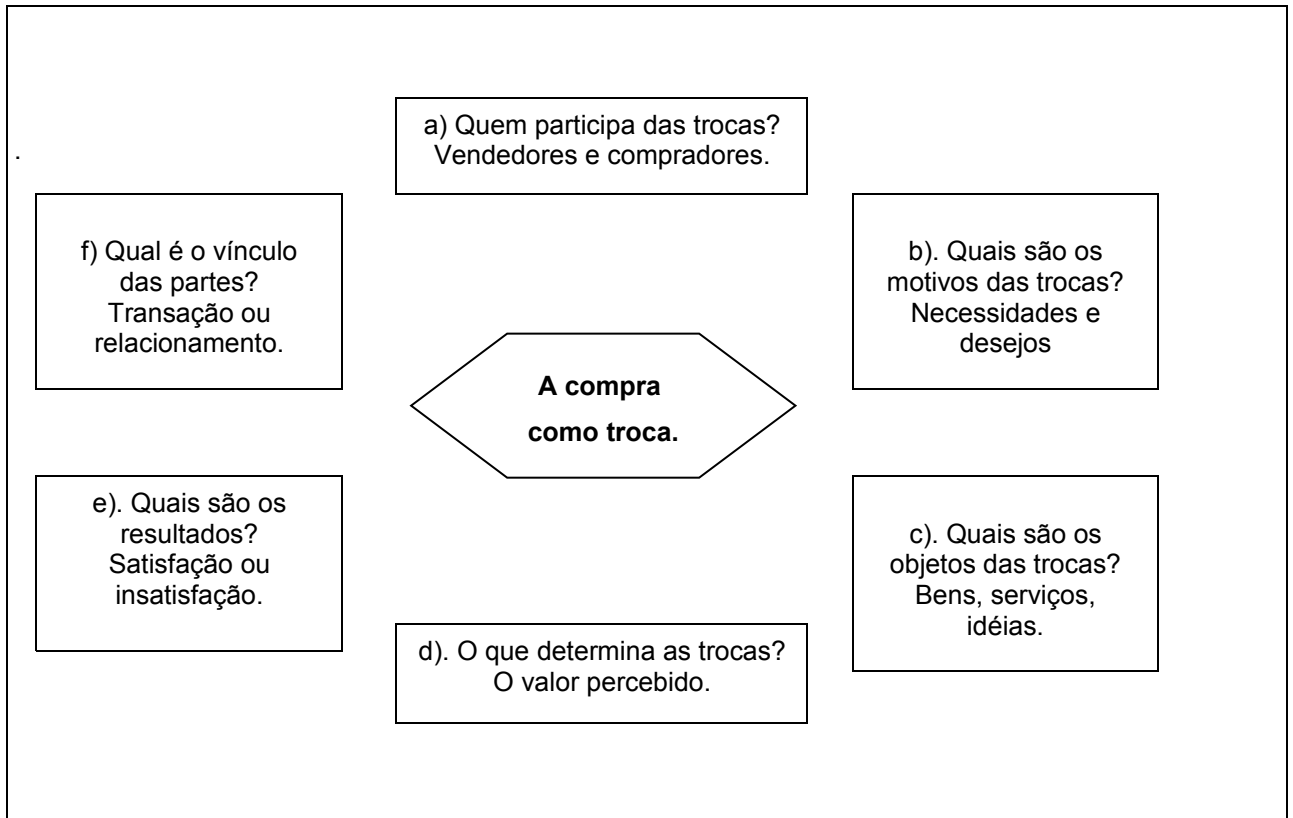 a) Quem participa das trocas?
Vendedores e compradores.
.
f) Qual é o vínculo
das partes?
Transação ou
relacionamento.
b). Quais são os
motivos das trocas?
Necessidades e
desejos
A compra
como troca.
e). Quais são os
resultados?
Satisfação ou
insatisfação.
c). Quais são os
objetos das trocas?
Bens, serviços,
idéias.
d). O que determina as trocas?
O valor percebido.